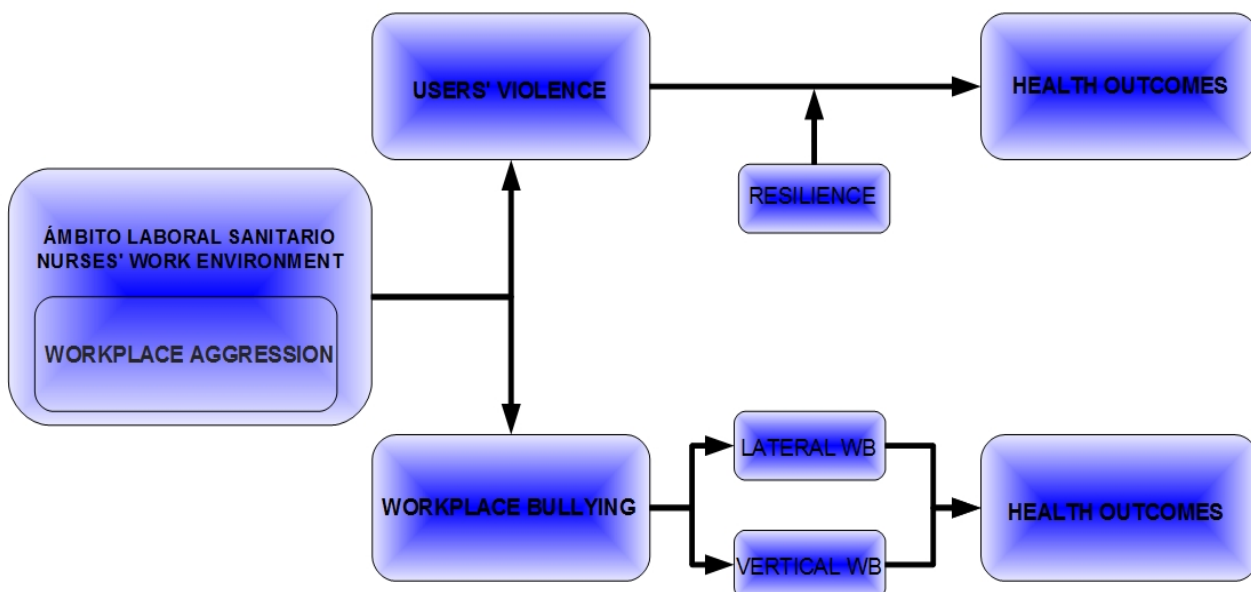 USERS' VIOLENCE
HEALTH OUTCOMES
RESILIENCE
ÁMBITO LABORAL SANITARIO
NURSES' WORK ENVIRONMENT
WORKPLACE AGGRESSION
WORKPLACE BULLYING
LATERAL WB
VERTICAL WB
HEALTH OUTCOMES